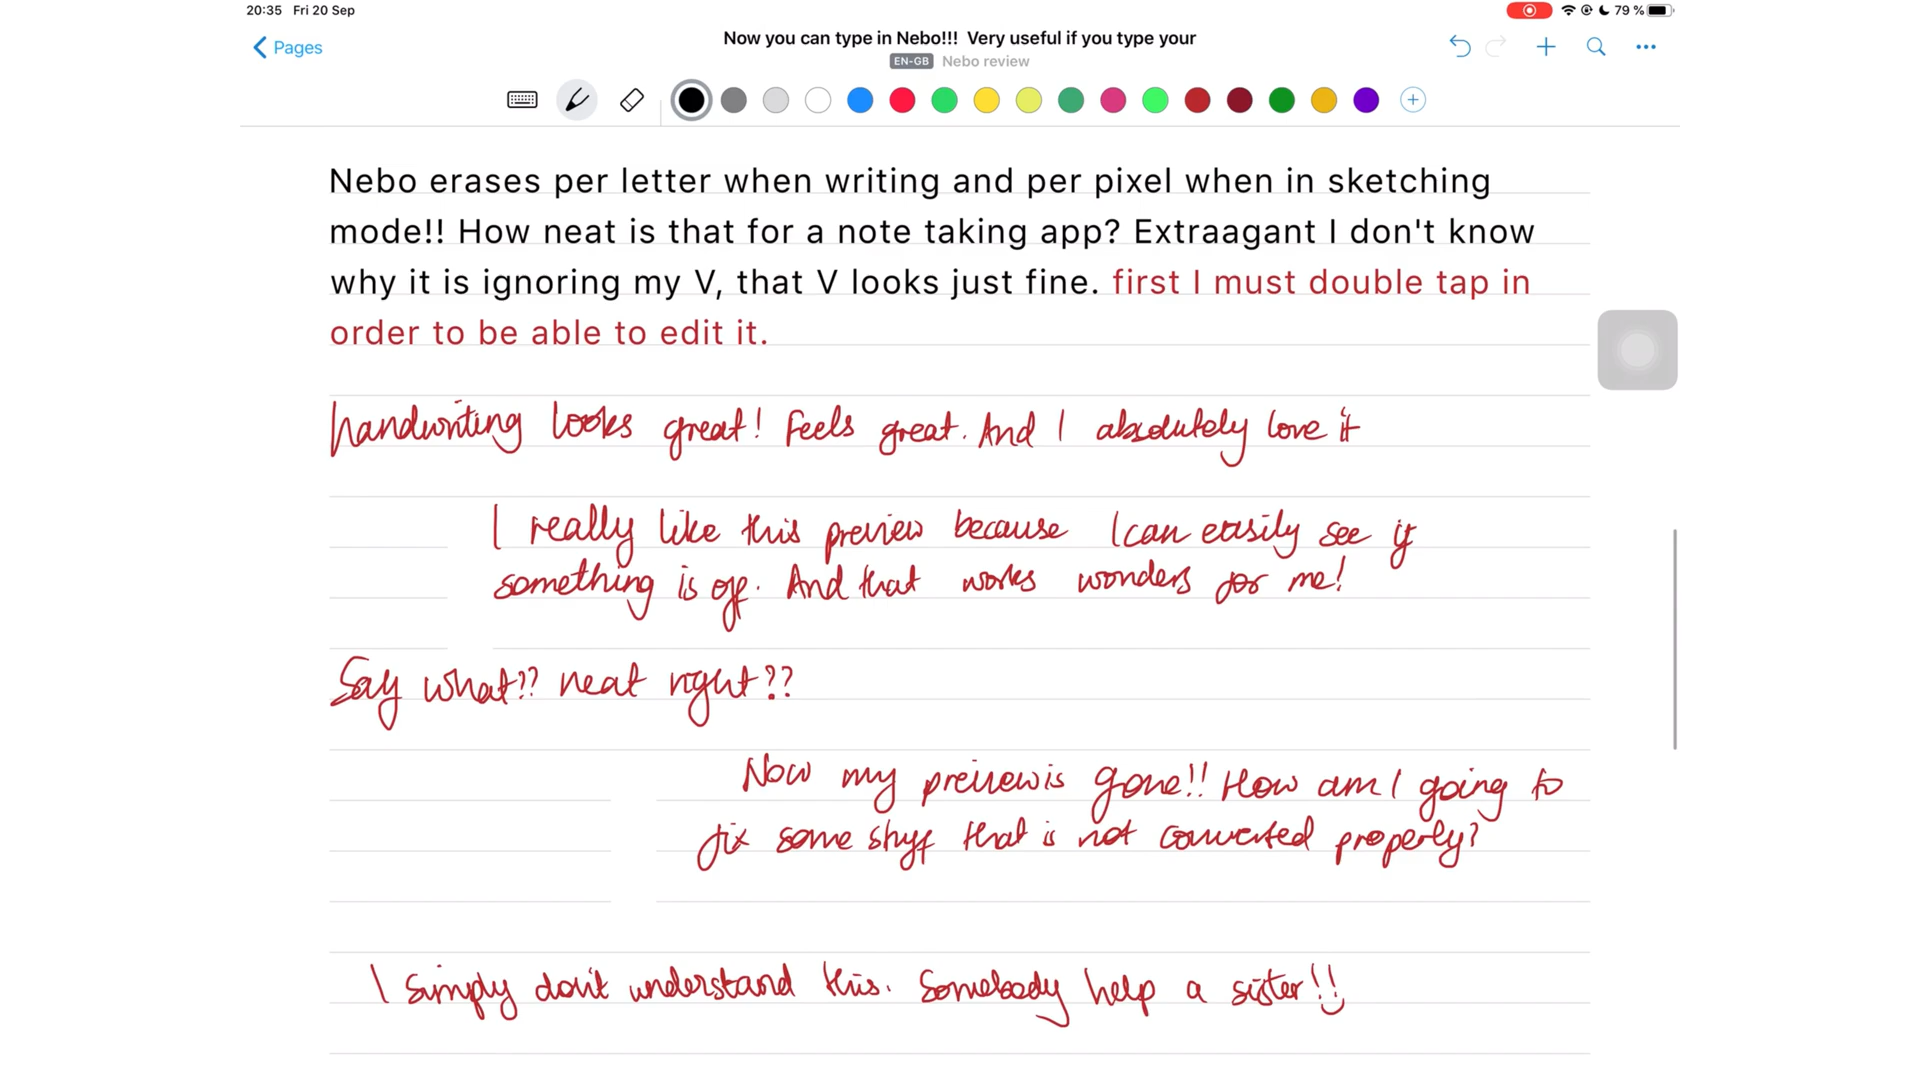 20:35 Fri 20 Sep
79 %
Pages
Now you can type in Nebo!!! Very useful if you type your
EN-GB Nebo review
Nebo erases per letter when writing and per pixel when in sketching
mode!! How neat is that for a note taking app? Extraagant I don't know
why it is ignoring my V, that V looks just fine. first I must double tap in
order to be able to edit it.
handwriting looks great! Feels great. And I absolutely love it
I really like this preview because I can easily see if
something is off. And that works wonders for me!
Say what?? neat right??
Now my preview is gone!! How am I going to
fix some stuff that is not converted properly?
I simply don't understand this. Somebody help a sister!!